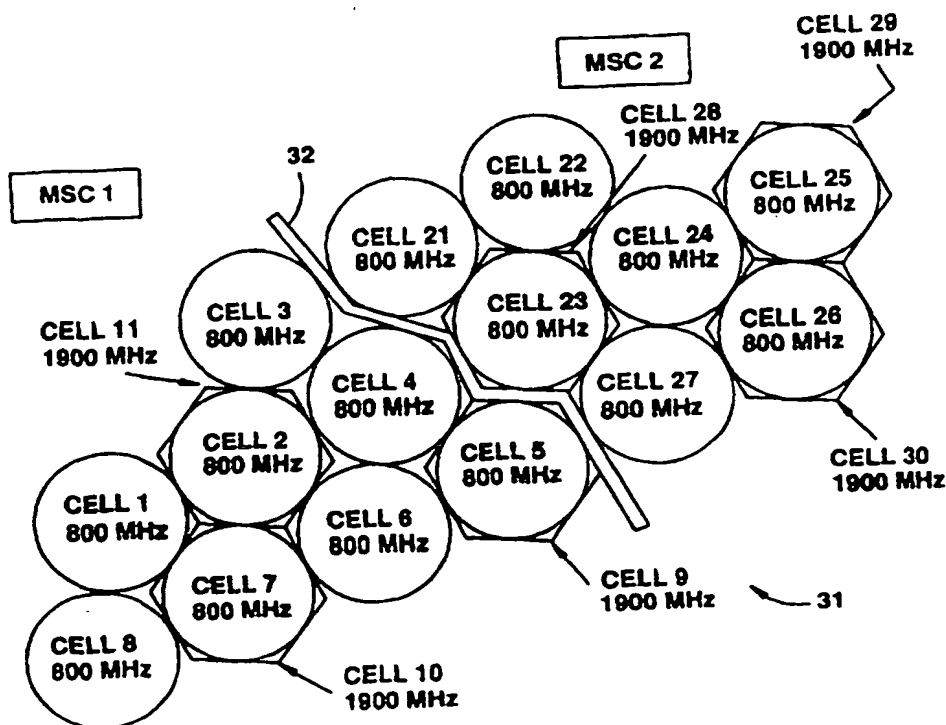 CELL 29
1900 MHz
MSC 2
CELL 28
1900 MHz
32
CELL 22
800 MHz
CELL 25
800 MHz
MSC 1
CELL 21
800 MHz
CELL 24
800 MHz
CELL 3
800 MHz
CELL 23
800 MHz
CELL 26
800 MHz
CELL 11
1900 MHz
CELL 4
800 MHz
CELL 27
800 MHz
CELL 2
800 MHz
CELL 5
800 MHz
CELL 30
1900 MHz
CELL 1
800 MHz
CELL 6
800 MHz
CELL 7
800 MHz
CELL 9
1900 MHz
31
CELL 8
800 MHz
CELL 10
1900 MHz